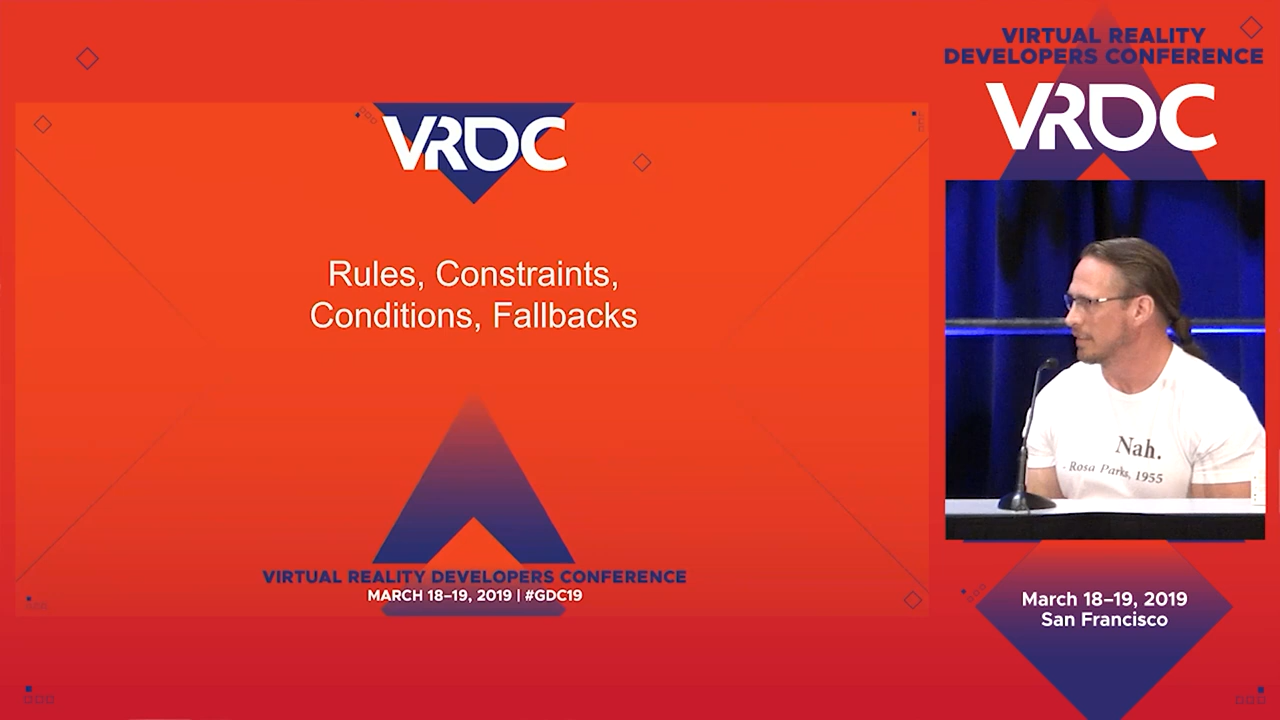 VRDC
Rules, Constraints,
Conditions, Fallbacks
VIRTUAL REALITY DEVELOPERS CONFERENCE
MARCH 18–19, 2019 | #GDC19
VIRTUAL REALITY
DEVELOPERS CONFERENCE
VRDC
Nah.
- Rosa Parks, 1955
March 18–19, 2019
San Francisco